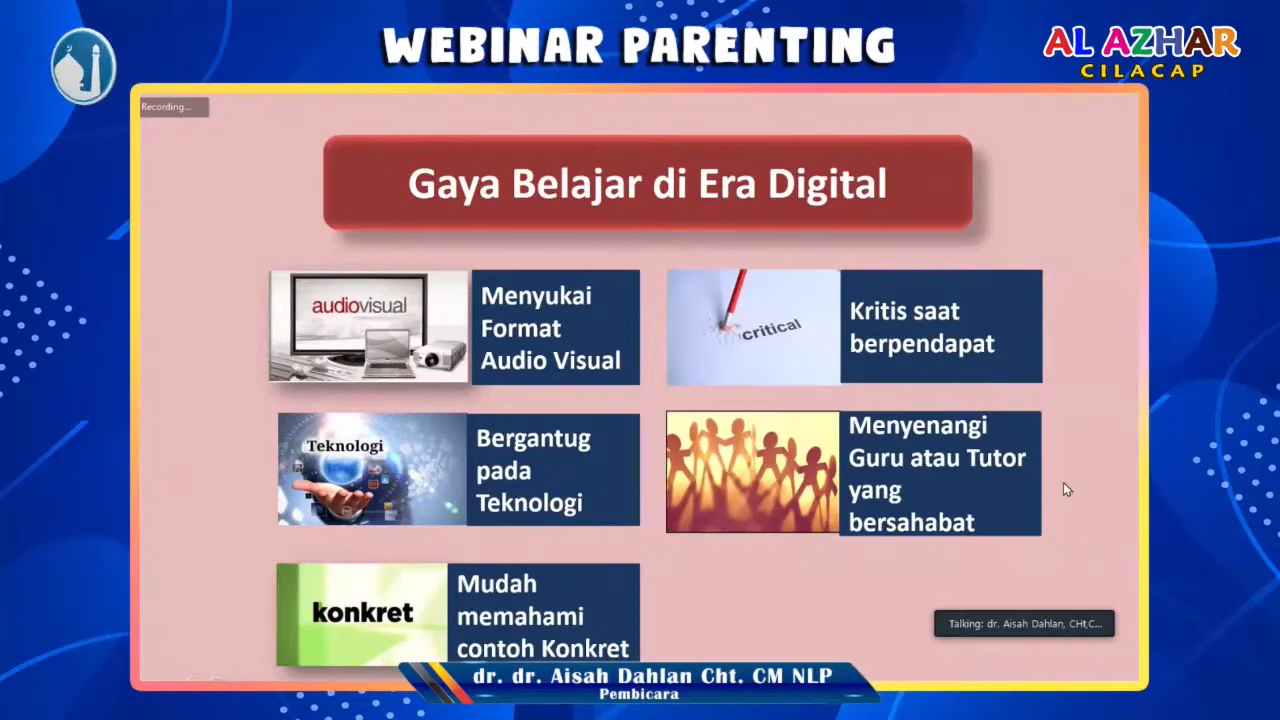 WEBINAR PARENTING
AL AZHAR
CILACAP
Recording...
Gaya Belajar di Era Digital
audiovisual
Menyukai
Format
Audio Visual
critical
Kritis saat
berpendapat
Teknologi
Bergantug
pada
Teknologi
Menyenangi
Guru atau Tutor
yang
bersahabat
konkret
Mudah
memahami
contoh Konkret
Talking: dr. Aisah Dahlan, CHt,C...
dr. dr. Aisah Dahlan Cht. CM NLP
Pembicara